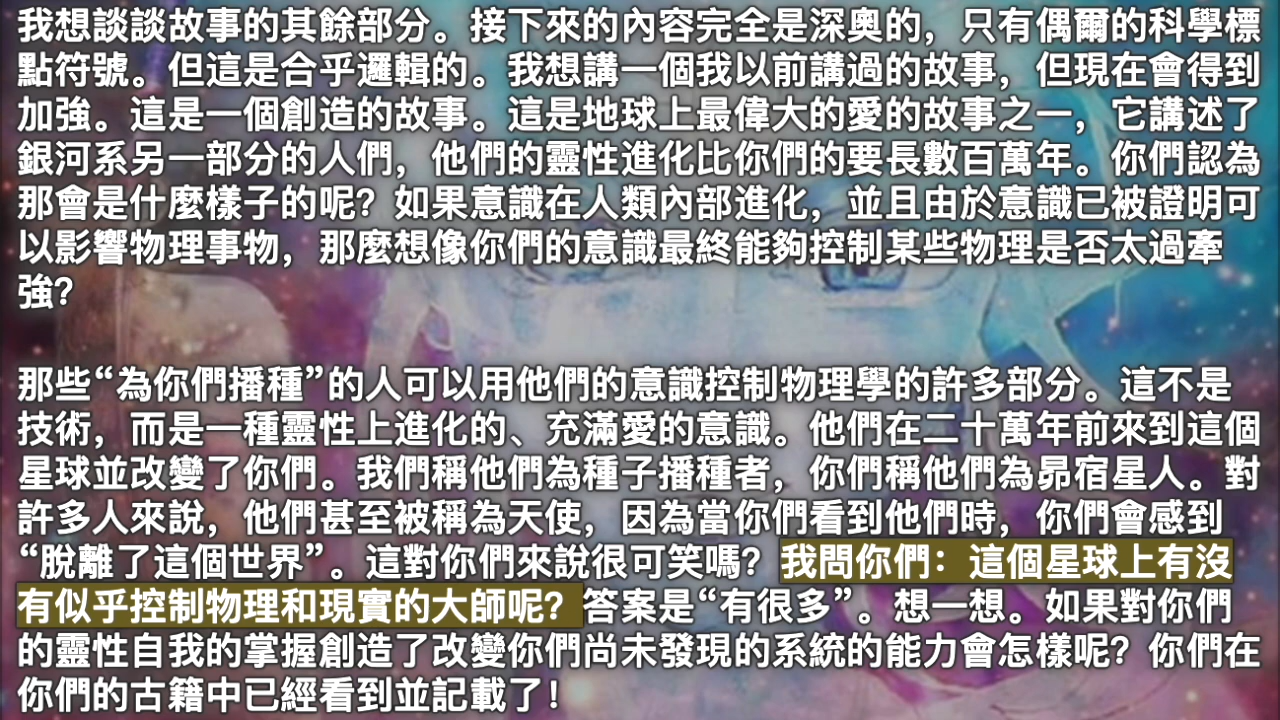 我想談談故事的其餘部分。接下來的內容完全是深奧的，只有偶爾的科學標
點符號。但這是合乎邏輯的。我想講一個我以前講過的故事，但現在會得到
加強。這是一個創造的故事。這是地球上最偉大的愛的故事之一，它講述了
銀河系另一部分的人們，他們的靈性進化比你們的要長數百萬年。你們認為
那會是什麼樣子的呢？如果意識在人類內部進化，並且由於意識已被證明可
以影響物理事物，那麼想像你們的意識最終能夠控制某些物理是否太過牽
強？
那些“為你們播種”的人可以用他們的意識控制物理學的許多部分。這不是
技術，而是一種靈性上進化的、充滿愛的意識。他們在二十萬年前來到這個
星球並改變了你們。我們稱他們為種子播種者，你們稱他們為昴宿星人。對
許多人來說，他們甚至被稱為天使，因為當你們看到他們時，你們會感到
“脫離了這個世界”。這對你們來說很可笑嗎？我問你們：這個星球上有沒
有似乎控制物理和現實的大師呢？答案是“有很多”。想一想。如果對你們
的靈性自我的掌握創造了改變你們尚未發現的系統的能力會怎樣呢？你們在
你們的古籍中已經看到並記載了！